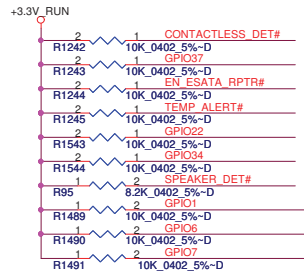 +3.3V_RUN
2 1 CONTACTLESS_DET#
R1242 10K_0402_5%~D
2 1 GPIO37
R1243 10K_0402_5%~D
2 1 EN_ESATA_RPTR#
R1244 10K_0402_5%~D
2 1 TEMP_ALERT#
R1245 10K_0402_5%~D
2 1 GPIO22
R1543 10K_0402_5%~D
2 1 GPIO34
R1544 10K_0402_5%~D
1 2 SPEAKER_DET#
R95 8.2K_0402_5%~D
1 2 GPIO1
R1489 10K_0402_5%~D
1 2 GPIO6
R1490 10K_0402_5%~D
1 2 GPIO7
R1491 10K_0402_5%~D